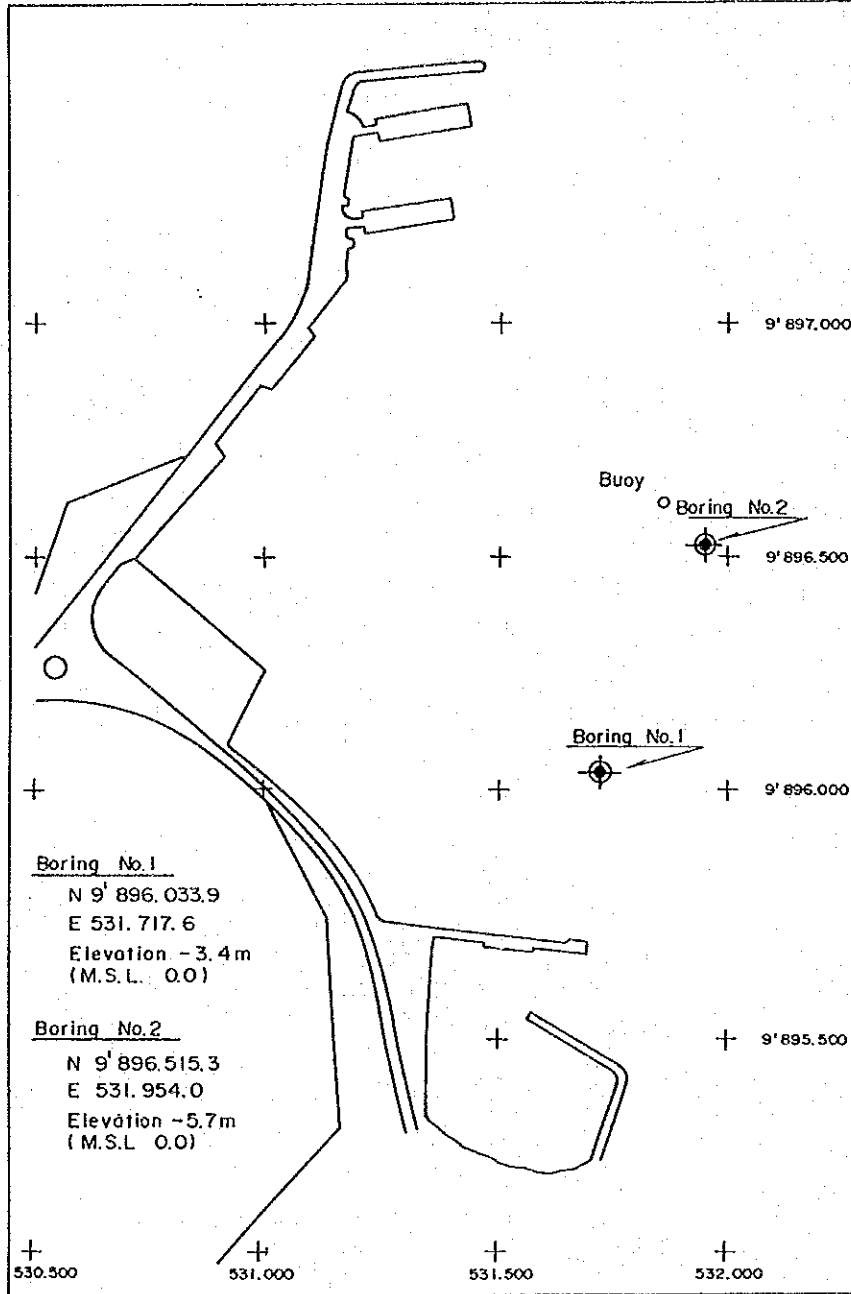 9' 897.000
Buoy
Boring No.2
9' 896.500
Boring No.1
9' 896.000
Boring No.1
N 9' 896.033.9
E 531.717.6
Elevation -3.4m
(M.S.L. 0.0)
Boring No.2
N 9' 896.515.3
E 531.954.0
Elevation -5.7m
(M.S.L 0.0)
9' 895.500
530.500
531.000
531.500
532.000